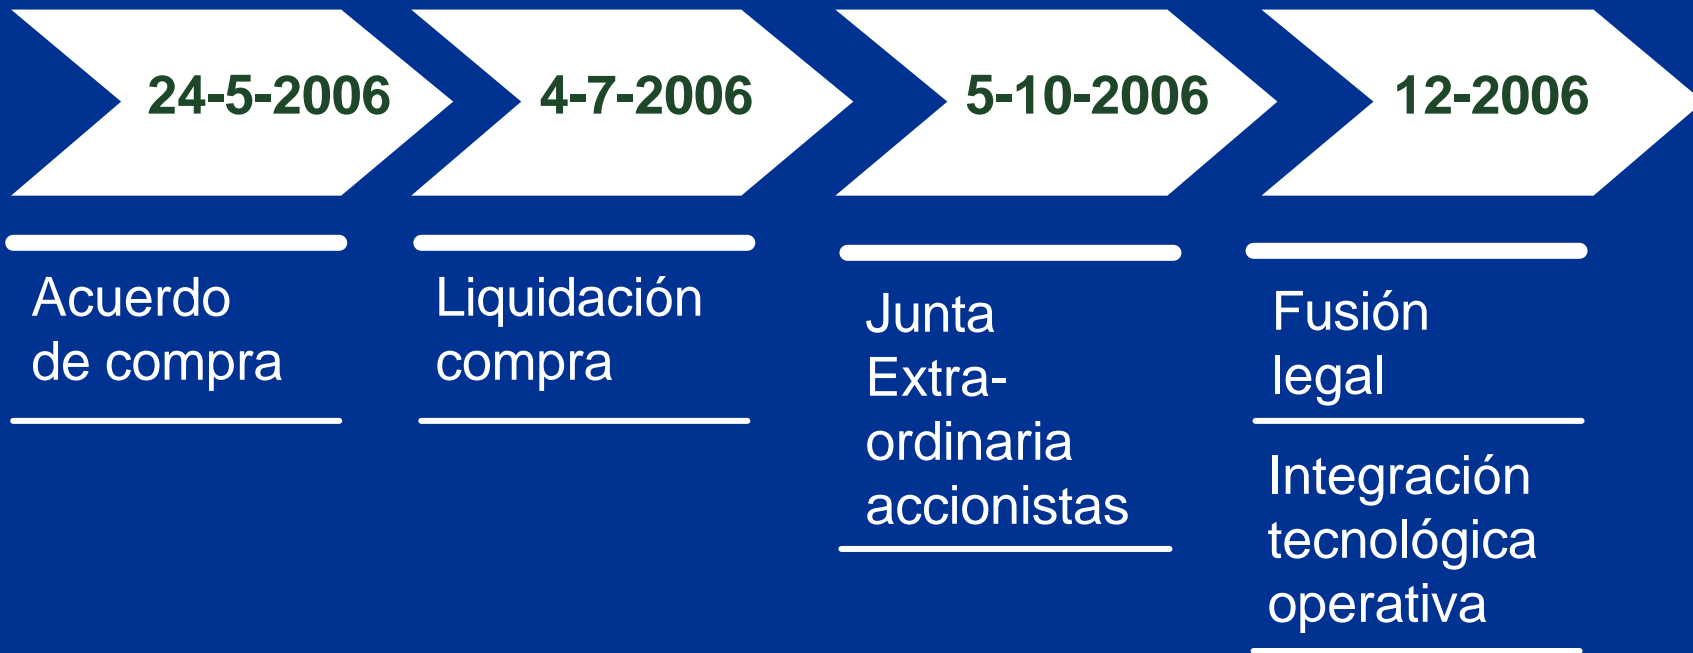 24-5-2006
4-7-2006
5-10-2006
12-2006
Acuerdo
de compra
Liquidación
compra
Junta
Extra-
ordinaria
accionistas
Fusión
legal
Integración
tecnológica
operativa